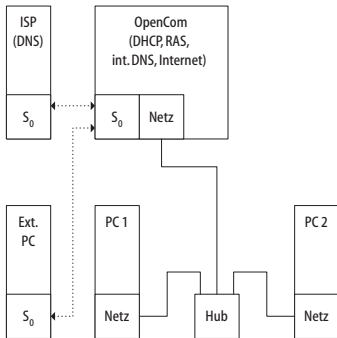 ISP
(DNS)
S₀
OpenCom
(DHCP, RAS,
int. DNS, Internet)
S₀
Netz
Ext.
PC
S₀
PC 1
Netz
Hub
PC 2
Netz